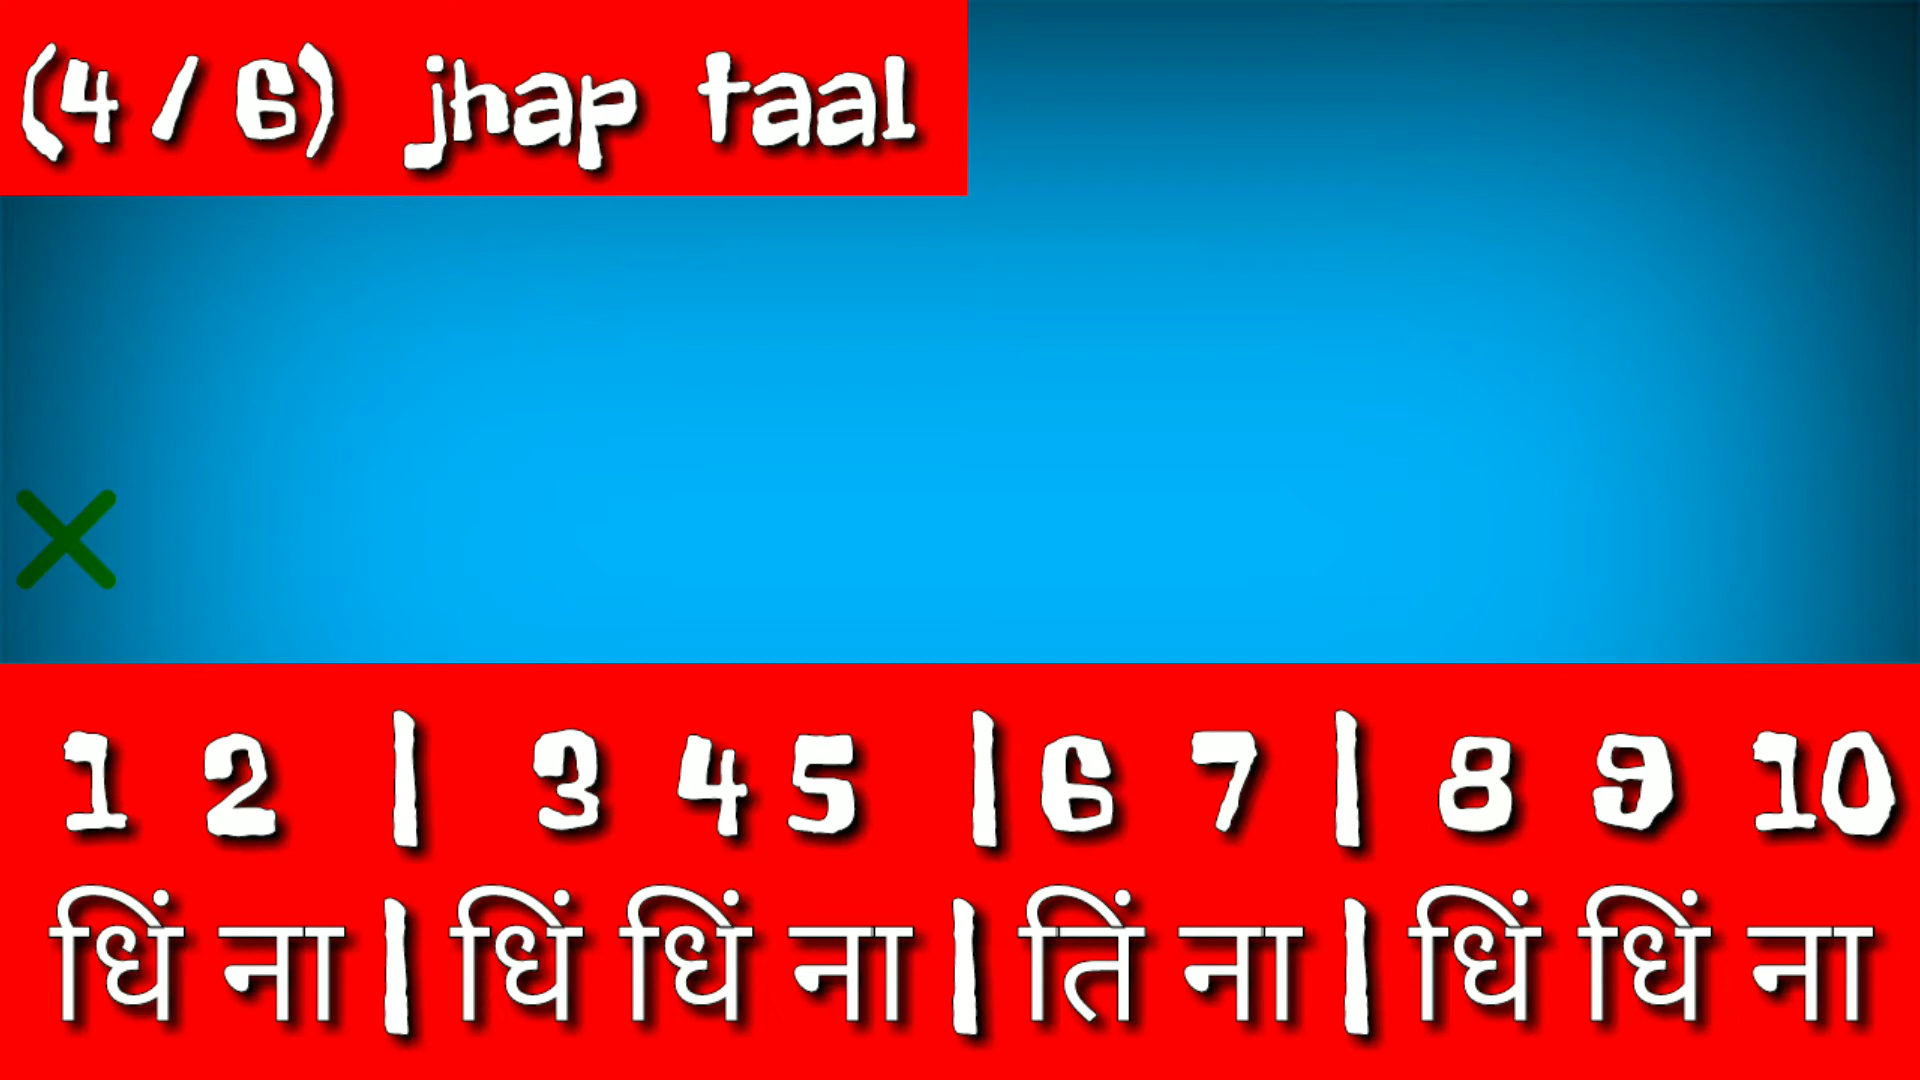 (4 / 6) jhap taal
1 2 | 3 4 5 | 6 7 | 8 9 10
धिं ना | धिं धिं ना | तिं ना | धिं धिं ना